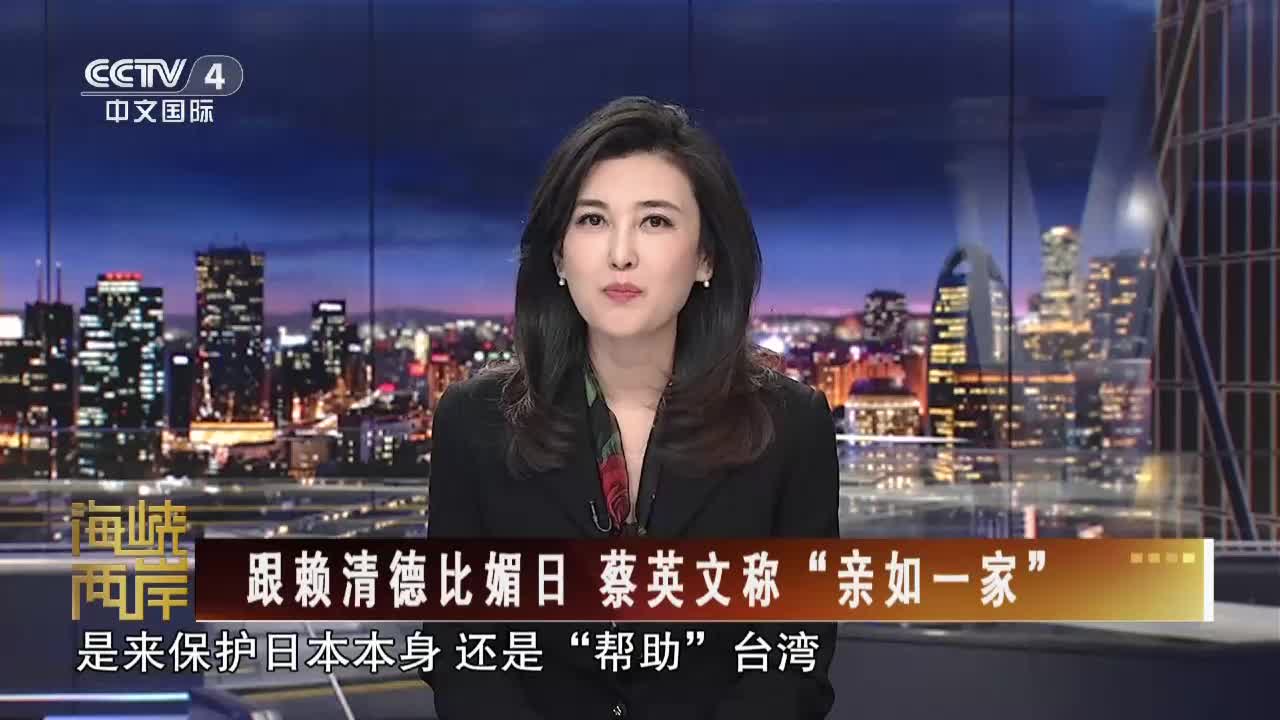 CCTV 4
中文国际
海峡
两岸
跟赖清德比媚日 蔡英文称“亲如一家”
是来保护日本本身 还是“帮助”台湾